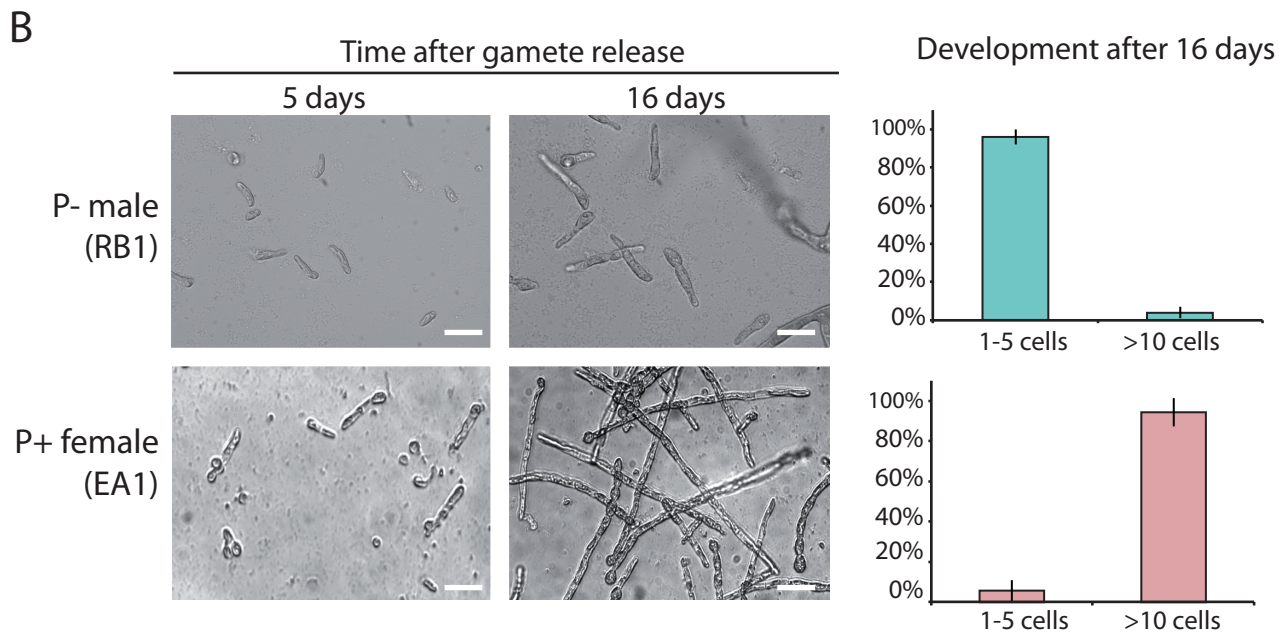 B
Time after gamete release
5 days
16 days
Development after 16 days
P- male
(RB1)
100%
80%
60%
40%
20%
0%
1-5 cells
>10 cells
P+ female
(EA1)
100%
80%
60%
40%
20%
0%
1-5 cells
>10 cells